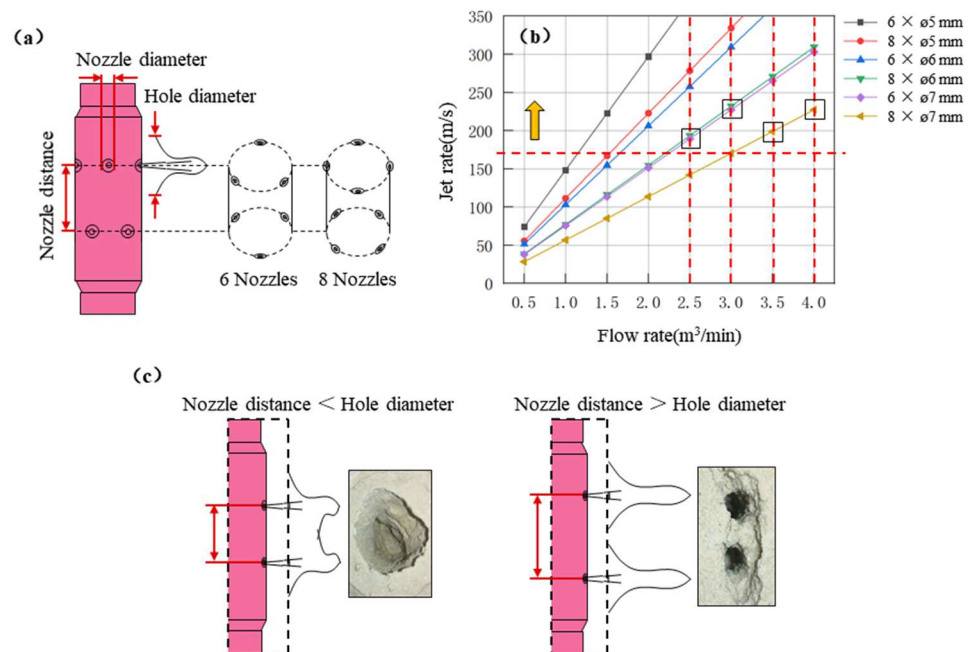 (a)
Nozzle diameter
Hole diameter
Nozzle distance
6 Nozzles
8 Nozzles
(b)
Jet rate(m/s)
350
300
250
200
150
100
50
0
0.5 1.0 1.5 2.0 2.5 3.0 3.5 4.0
Flow rate(m³/min)
6 × ø5 mm
8 × ø5 mm
6 × ø6 mm
8 × ø6 mm
6 × ø7 mm
8 × ø7 mm
(c)
Nozzle distance < Hole diameter
Nozzle distance > Hole diameter